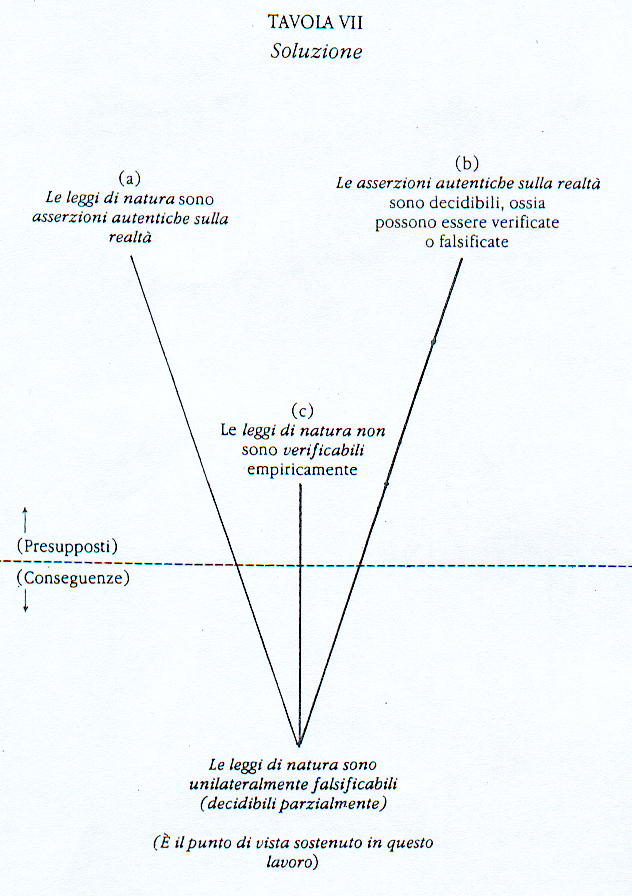 TAVOLA VII
Soluzione
(a)
Le leggi di natura sono
asserzioni autentiche sulla
realtà
(b)
Le asserzioni autentiche sulla realtà
sono decidibili, ossia
possono essere verificate
o falsificate
(c)
Le leggi di natura non
sono verificabili
empiricamente
(Presupposti)
(Conseguenze)
Le leggi di natura sono
unilateralmente falsificabili
(decidibili parzialmente)
(È il punto di vista sostenuto in questo
lavoro)